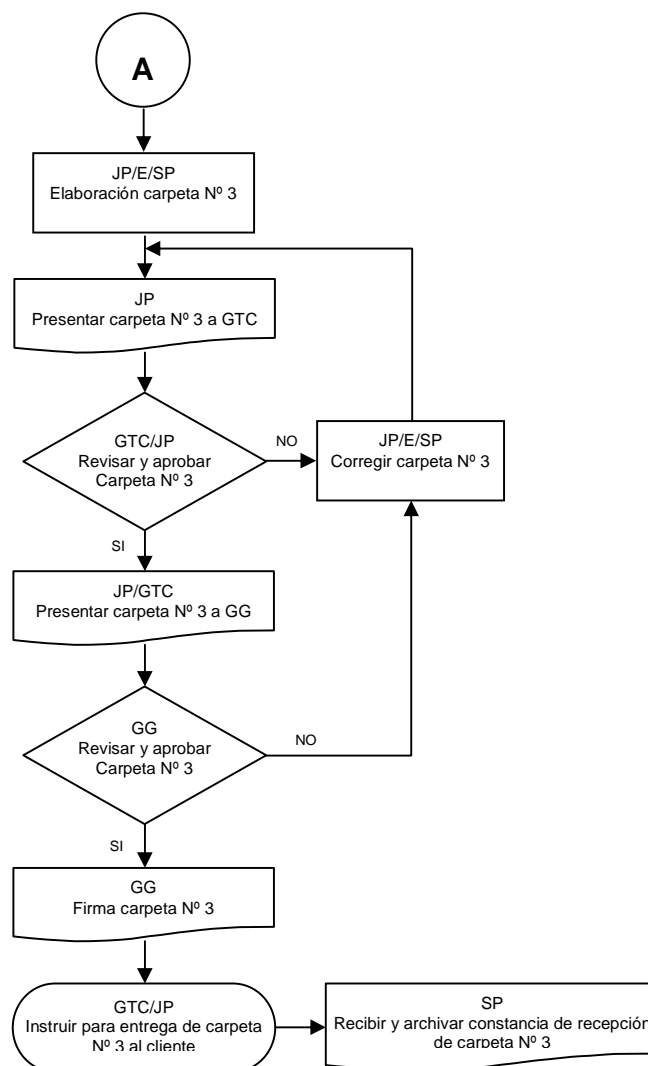 A
JP/E/SP
Elaboración carpeta Nº 3
JP
Presentar carpeta Nº 3 a GTC
GTC/JP
Revisar y aprobar
Carpeta Nº 3
NO
JP/E/SP
Corregir carpeta Nº 3
SI
JP/GTC
Presentar carpeta Nº 3 a GG
GG
Revisar y aprobar
Carpeta Nº 3
NO
SI
GG
Firma carpeta Nº 3
GTC/JP
Instruir para entrega de carpeta
Nº 3 al cliente
SP
Recibir y archivar constancia de recepción
de carpeta Nº 3